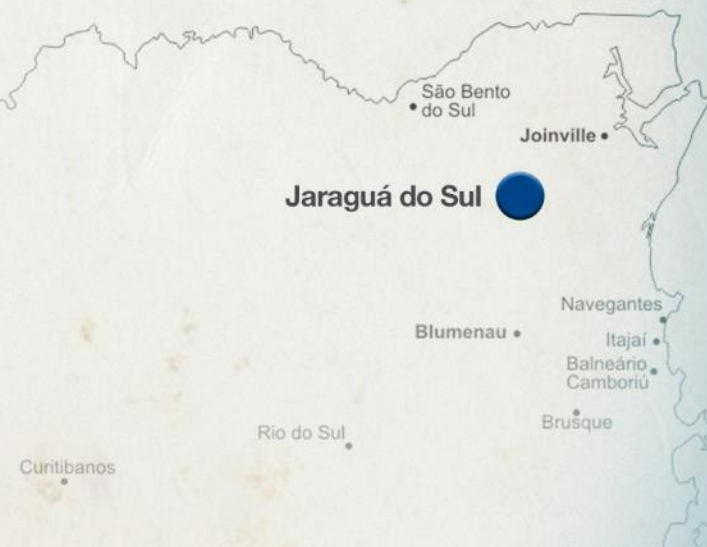 São Bento
do Sul
Joinville
Jaraguá do Sul
Navegantes
Blumenau
Itajaí
Balneário
Camboriú
Brusque
Rio do Sul
Curitibanos